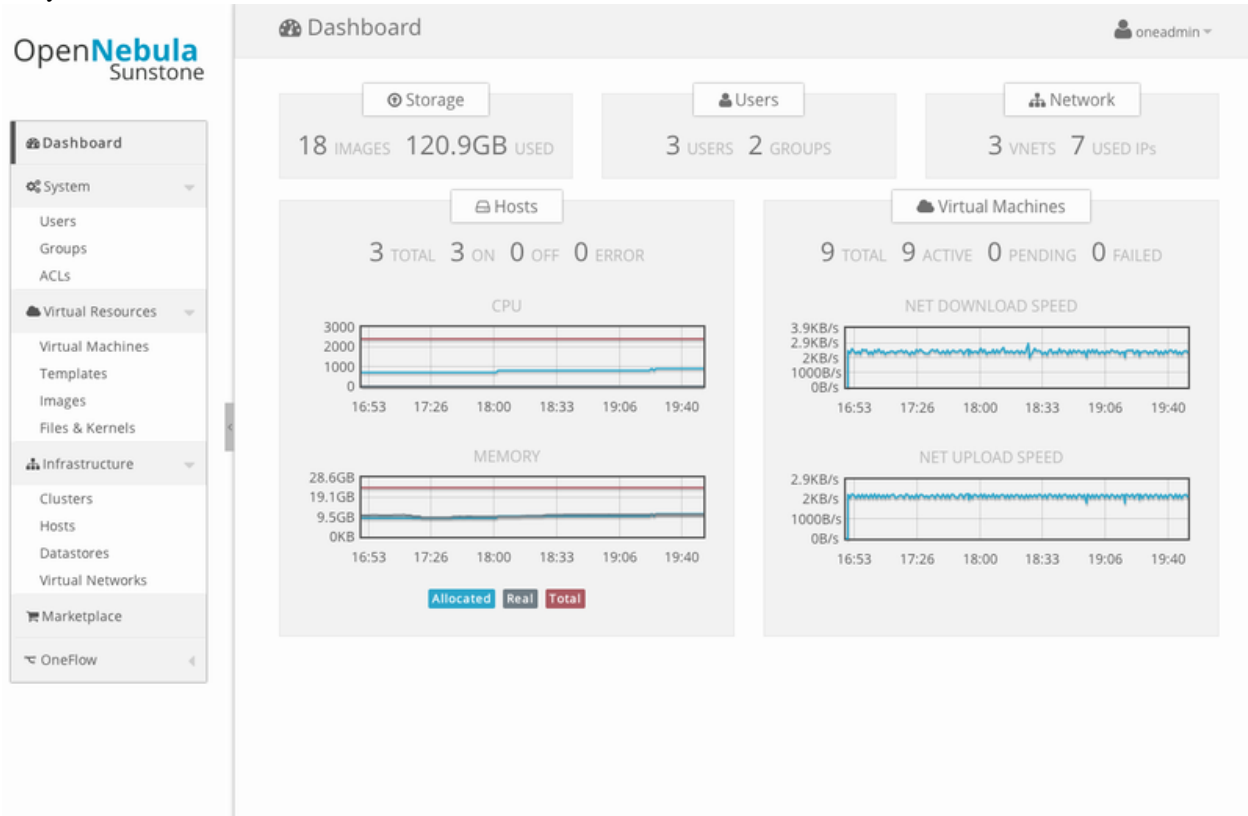 OpenNebula
Sunstone
Dashboard
System
Users
Groups
ACLs
Virtual Resources
Virtual Machines
Templates
Images
Files & Kernels
Infrastructure
Clusters
Hosts
Datastores
Virtual Networks
Marketplace
OneFlow
Dashboard
oneadmin
Storage
18 IMAGES 120.9GB USED
Users
3 USERS 2 GROUPS
Network
3 VNETS 7 USED IPs
Hosts
3 TOTAL 3 ON 0 OFF 0 ERROR
CPU
3000
2000
1000
0
16:53 17:26 18:00 18:33 19:06 19:40
MEMORY
28.6GB
19.1GB
9.5GB
0KB
16:53 17:26 18:00 18:33 19:06 19:40
Allocated Real Total
Virtual Machines
9 TOTAL 9 ACTIVE 0 PENDING 0 FAILED
NET DOWNLOAD SPEED
3.9KB/s
2.9KB/s
2KB/s
1000B/s
0B/s
16:53 17:26 18:00 18:33 19:06 19:40
NET UPLOAD SPEED
2.9KB/s
2KB/s
1000B/s
0B/s
16:53 17:26 18:00 18:33 19:06 19:40